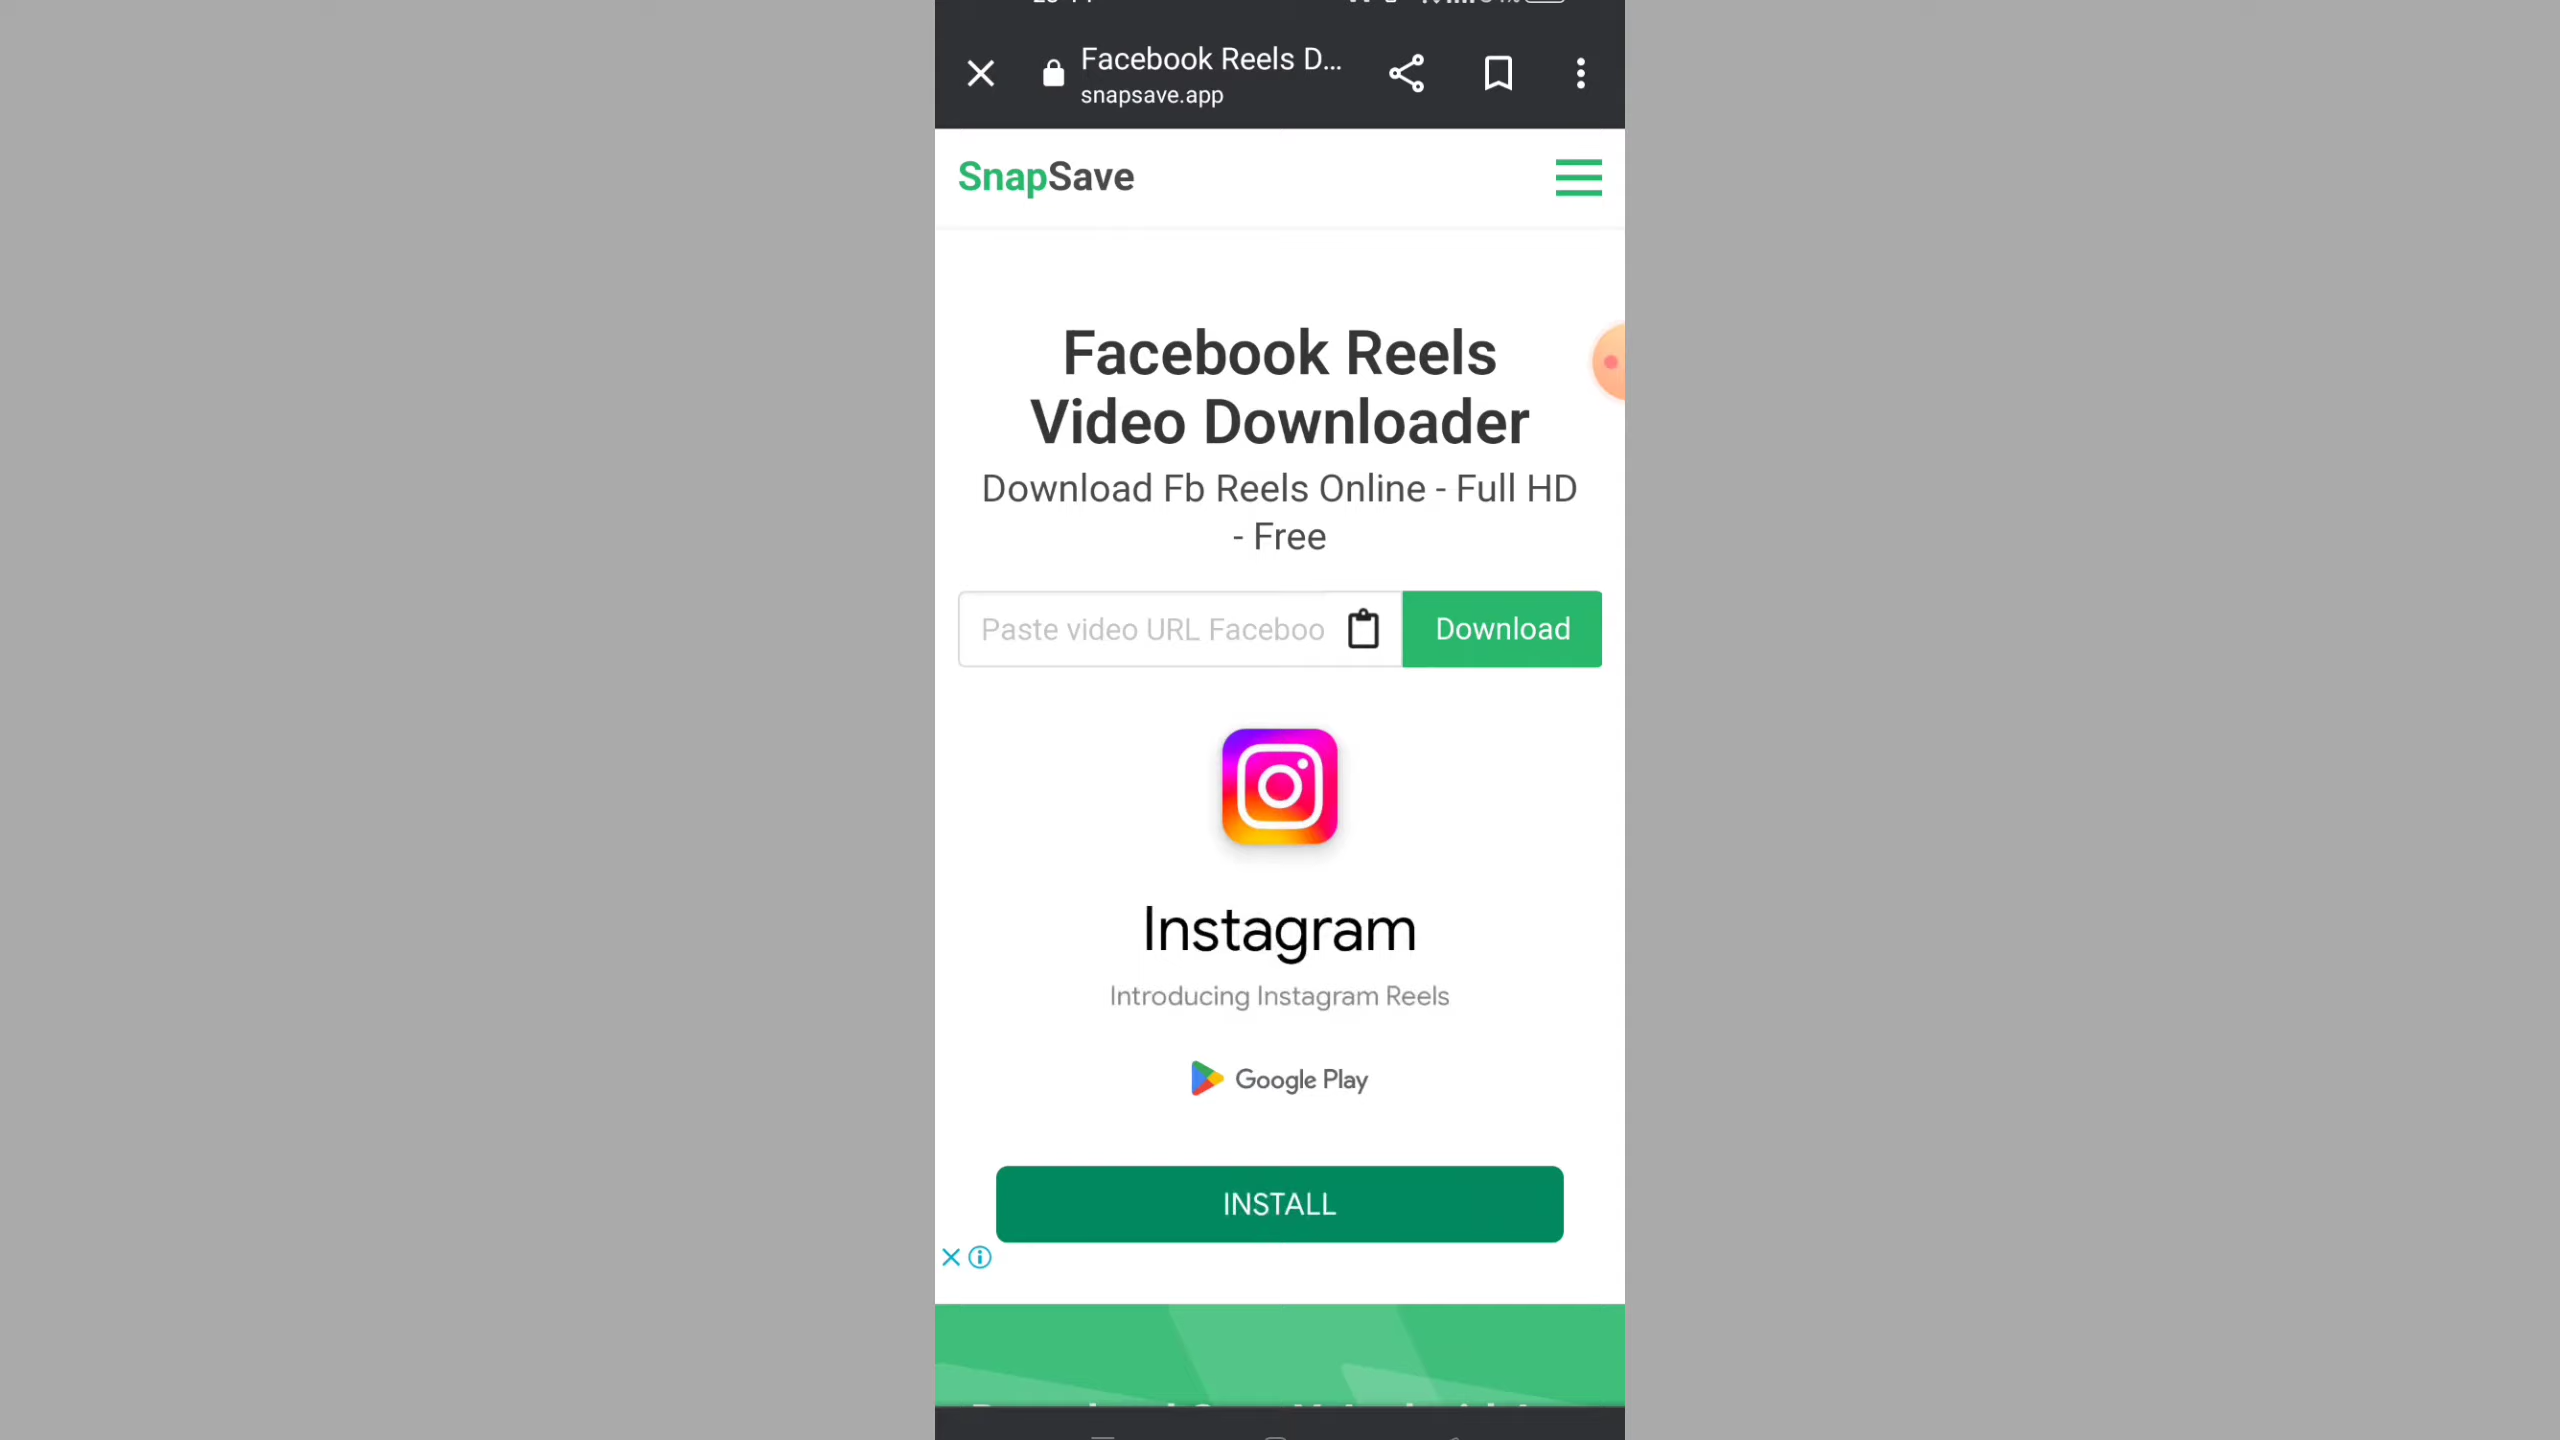 Facebook Reels D...
snapsave.app
SnapSave
Facebook Reels
Video Downloader
Download Fb Reels Online - Full HD
- Free
Paste video URL Faceboo
Download
Instagram
Introducing Instagram Reels
Google Play
INSTALL